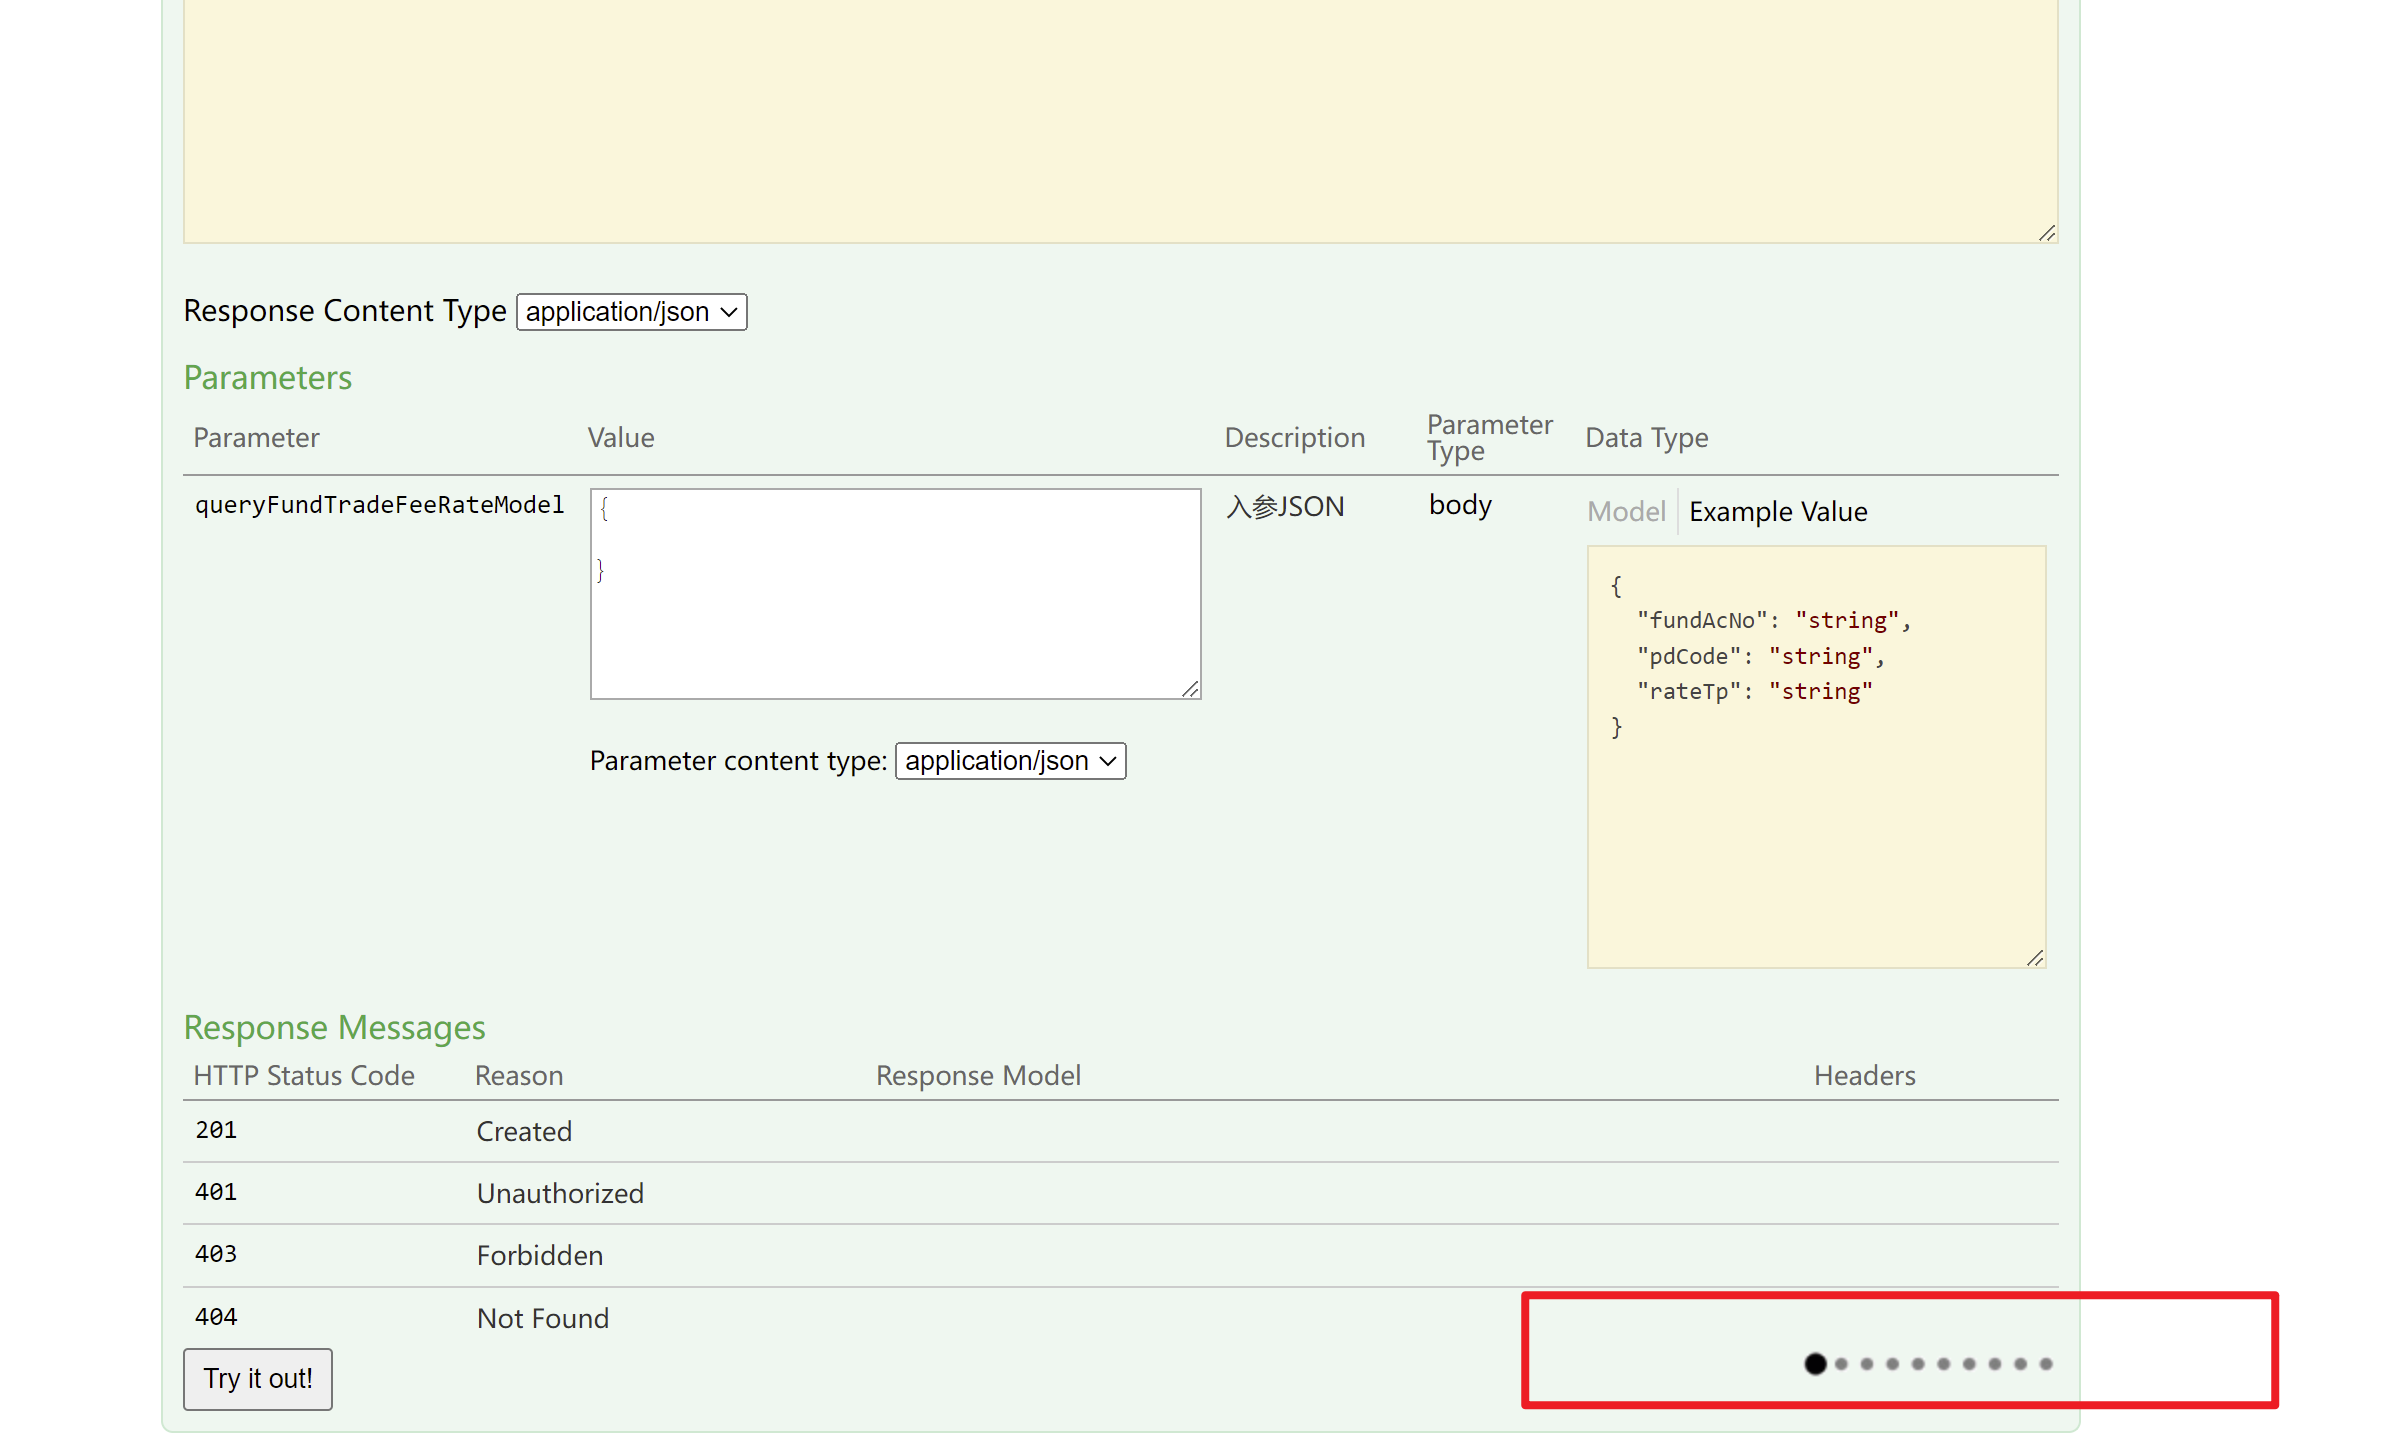 Response Content Type application/json
Parameters
Parameter Value Description Parameter Type Data Type
queryFundTradeFeeRateModel
{
}
入参JSON
body
Model Example Value
{
"fundAcNo": "string",
"pdCode": "string",
"rateTp": "string"
}
Parameter content type: application/json
Response Messages
HTTP Status Code Reason Response Model Headers
201 Created
401 Unauthorized
403 Forbidden
404 Not Found
Try it out!